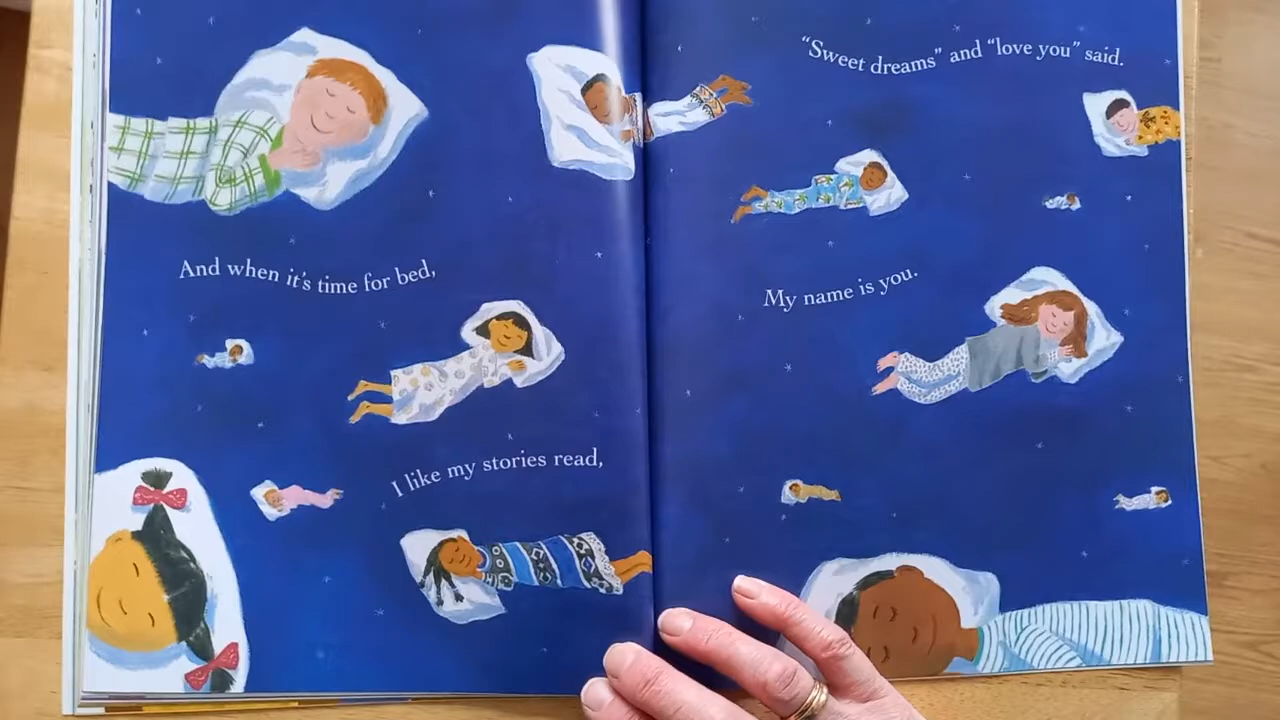 And when it's time for bed,
I like my stories read,
“Sweet dreams” and “love you” said.
My name is you.